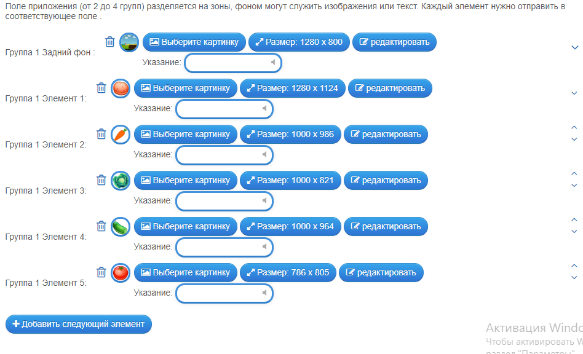 Поле приложения (от 2 до 4 групп) разделяется на зоны, фоном могут служить изображения или текст. Каждый элемент нужно отправить в
соответствующее поле .
Группа 1 Задний фон : Выберите картинку Размер: 1280 x 800 редактировать
Указание:
Группа 1 Элемент 1: Выберите картинку Размер: 1280 x 1124 редактировать
Указание:
Группа 1 Элемент 2: Выберите картинку Размер: 1000 x 986 редактировать
Указание:
Группа 1 Элемент 3: Выберите картинку Размер: 1000 x 821 редактировать
Указание:
Группа 1 Элемент 4: Выберите картинку Размер: 1000 x 964 редактировать
Указание:
Группа 1 Элемент 5: Выберите картинку Размер: 786 x 805 редактировать
Указание:
Добавить следующий элемент
Активация Windo
Чтобы активировать W
раздел "Параметры"